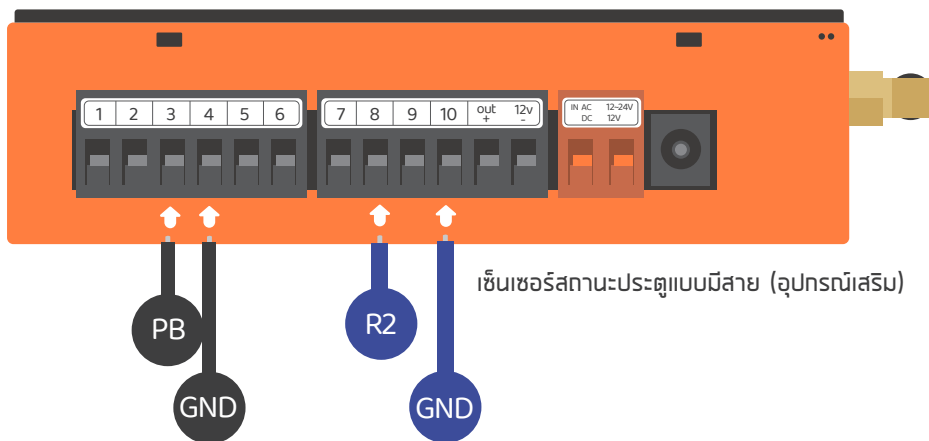 1 2 3 4 5 6 7 8 9 10 out + 12v - IN AC 12-24V
DC 12V
เซ็นเซอร์สถานะประตูแบบมีสาย (อุปกรณ์เสริม)
PB R2
GND GND